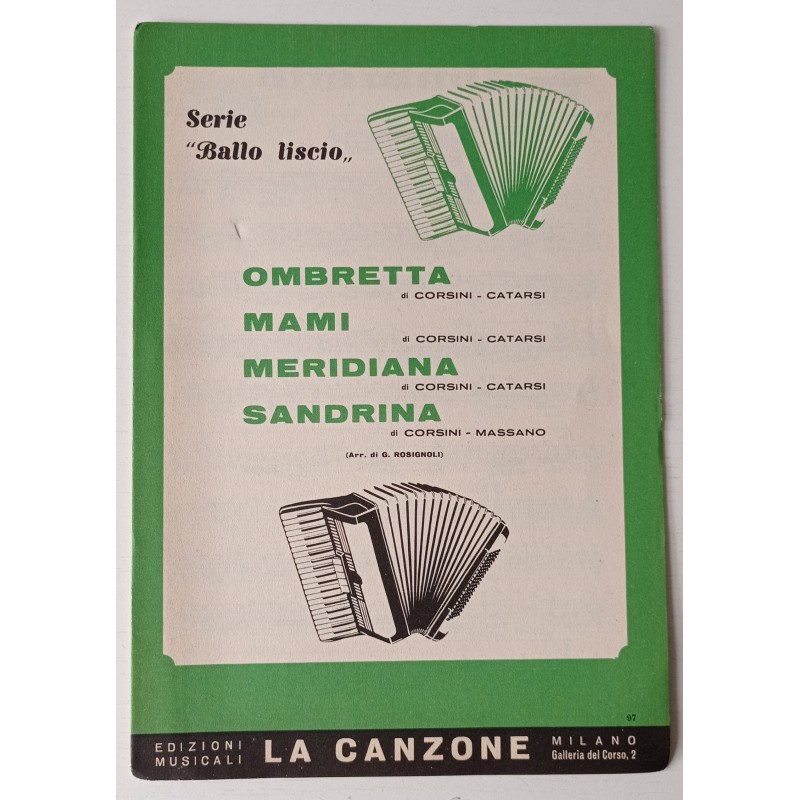 Serie
“Ballo liscio„
OMBRETTA
di CORSINI - CATARSI
MAMI
di CORSINI - CATARSI
MERIDIANA
di CORSINI - CATARSI
SANDRINA
di CORSINI - MASSANO
(Arr. di G. ROSIGNOLI)
97
EDIZIONI
MUSICALI
LA CANZONE
MILANO
Galleria del Corso, 2